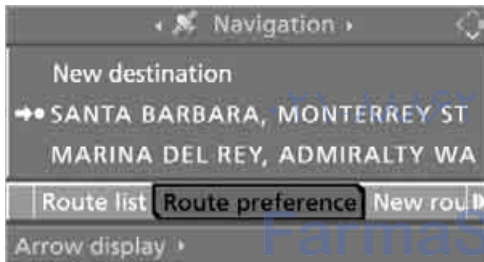 Navigation
New destination
SANTA BARBARA, MONTERREY ST
MARINA DEL REY, ADMIRALTY WA
Route list Route preference New rou
Arrow display
FarmaS